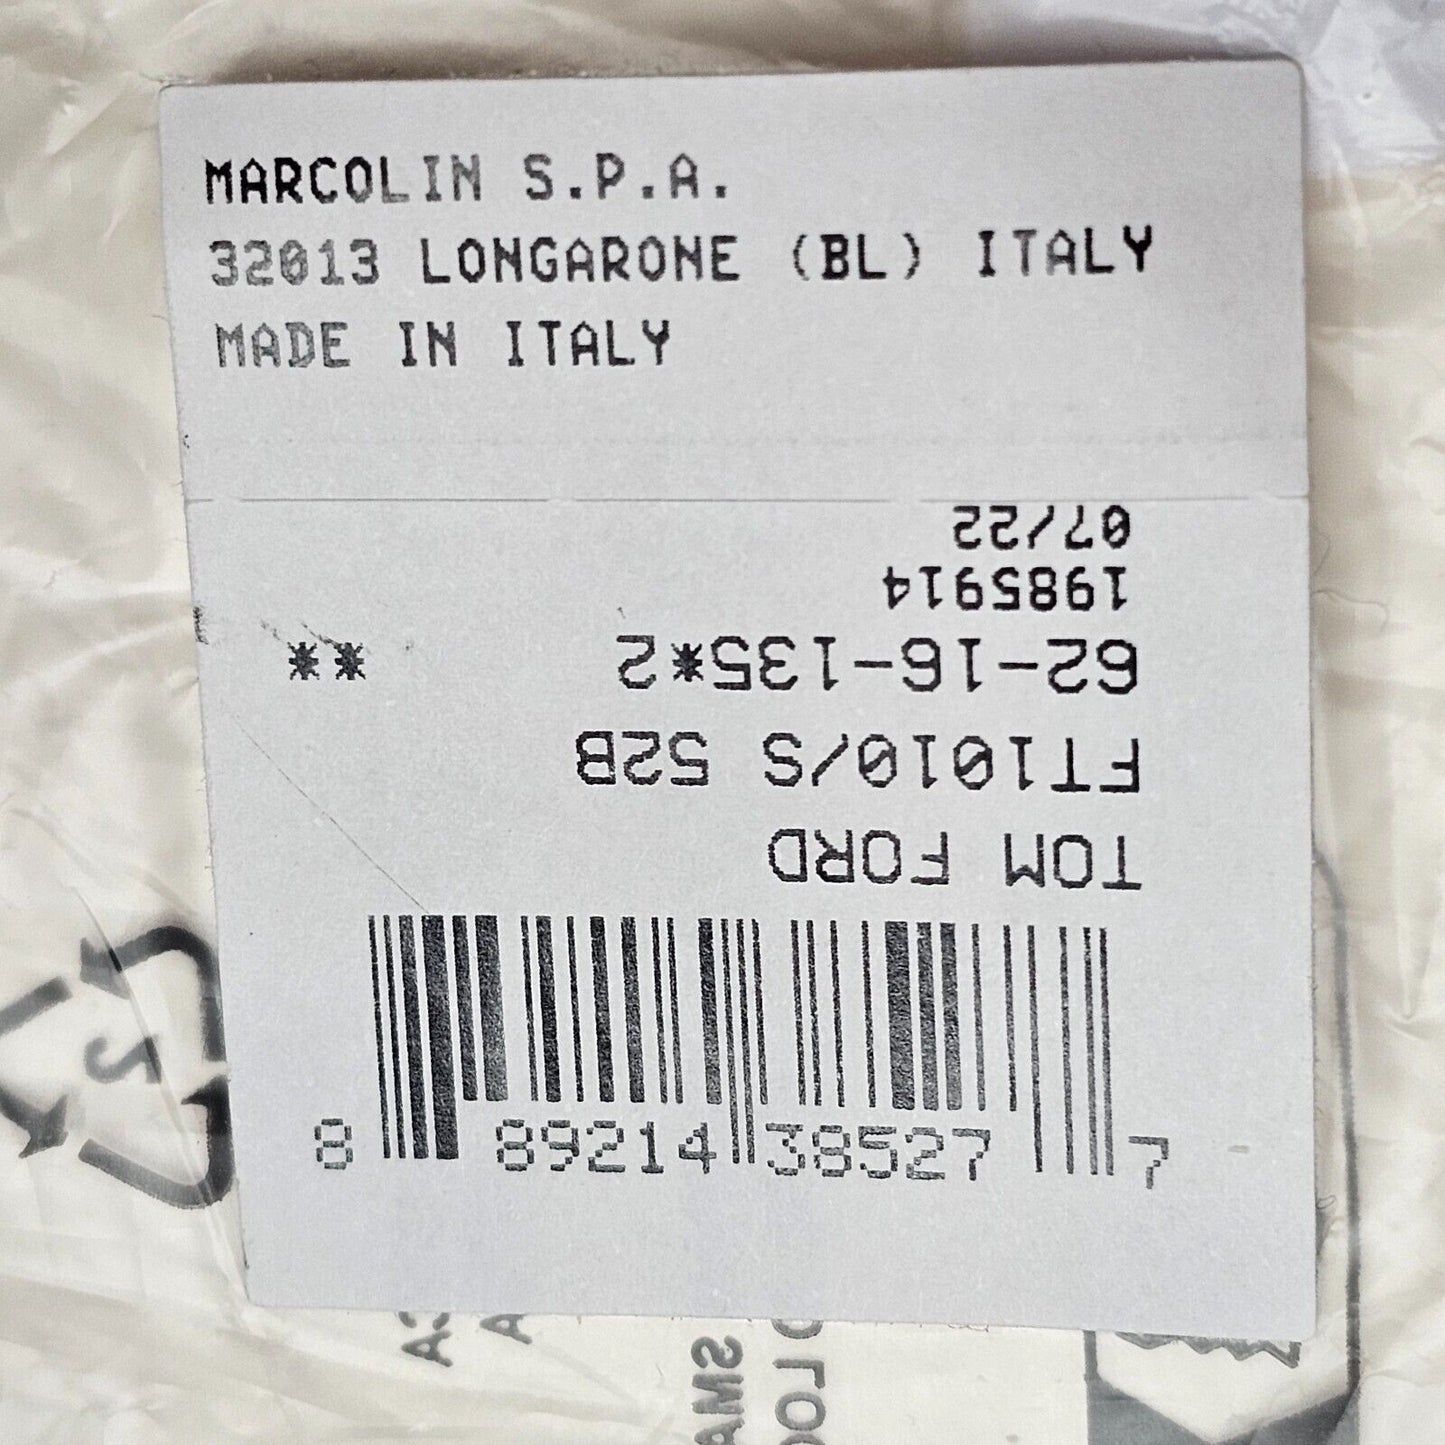 MARCOLIN S.P.A.
32013 LONGARONE (BL) ITALY
MADE IN ITALY
07/22
1985914
62-16-135*2 **
FT1010/S 52B
TOM FORD
8 89214 38527 7
2